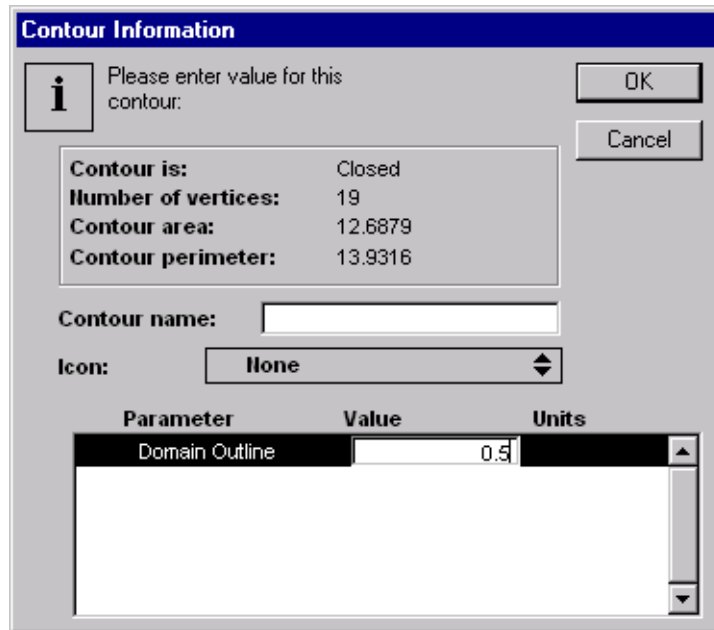 Contour Information
i
Please enter value for this
contour:
OK
Cancel
Contour is: Closed
Number of vertices: 19
Contour area: 12.6879
Contour perimeter: 13.9316
Contour name:
Icon: None
Parameter Value Units
Domain Outline 0.5